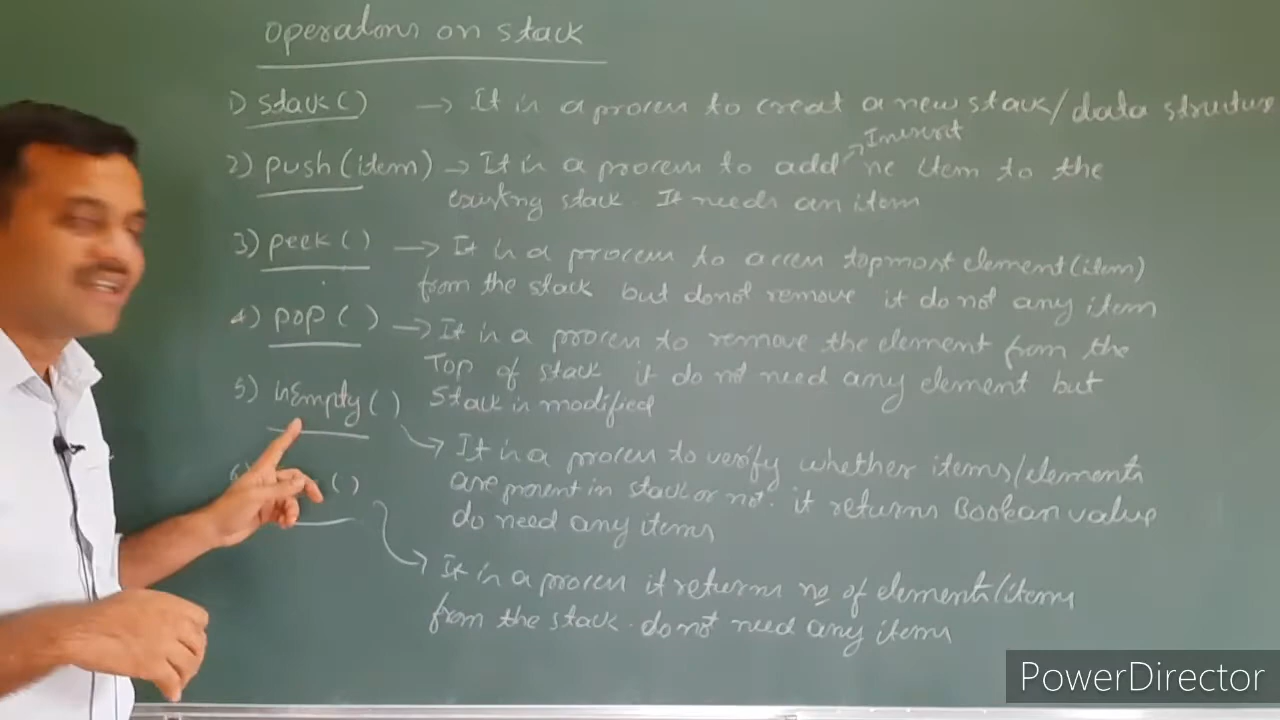 operations on stack
1) stack() → It is a process to creat a new stack/data structure
Inserit
2) push(item) → It is a process to add ne item to the
existing stack. It needs an item
3) peek() → It is a process to access topmost element(item)
from the stack but donot remove it do not any item
4) pop() → It is a process to remove the element from the
Top of stack it do not need any element but
Stack is modified
5) isEmpty()
It is a process to verify whether items/elements
are present in stack or not. it returns Boolean value
do need any items
()
It is a process it returns no of elements/items
from the stack. do not need any items
PowerDirector